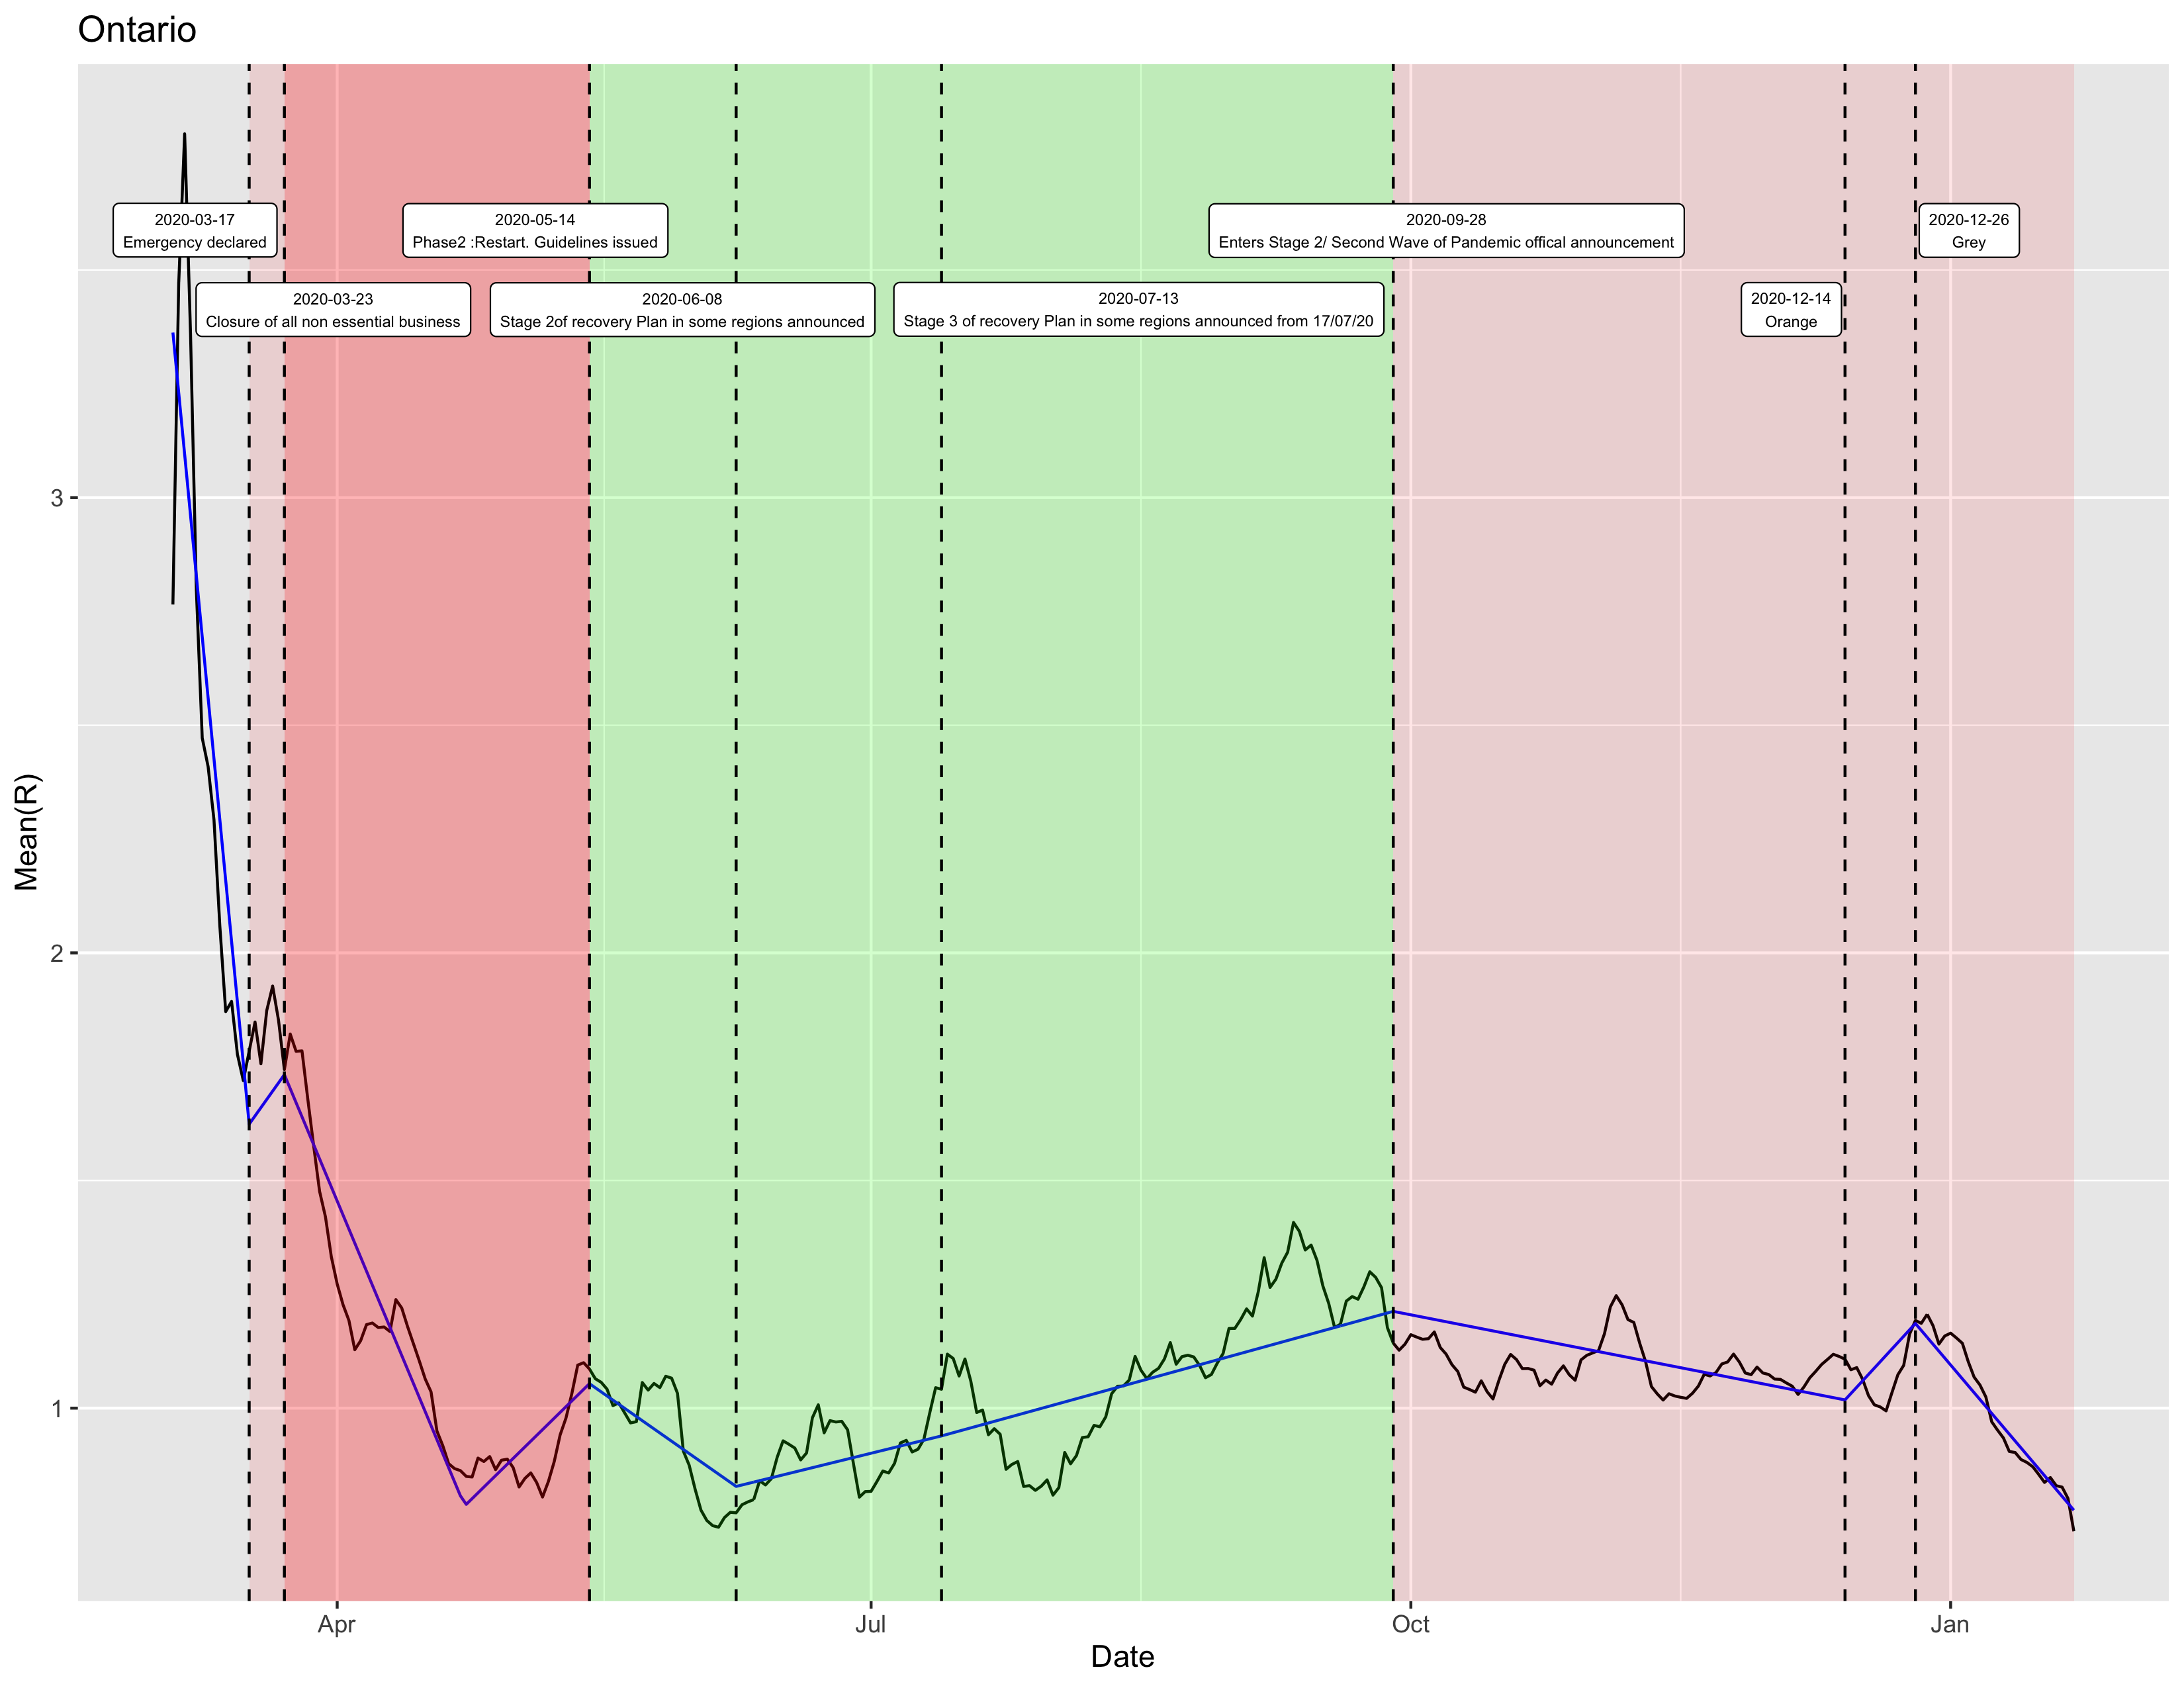 Ontario
2020-03-17
Emergency declared
2020-05-14
Phase2 :Restart. Guidelines issued
2020-09-28
Enters Stage 2/ Second Wave of Pandemic offical announcement
2020-12-26
Grey
2020-03-23
Closure of all non essential business
2020-06-08
Stage 2of recovery Plan in some regions announced
2020-07-13
Stage 3 of recovery Plan in some regions announced from 17/07/20
2020-12-14
Orange
3
2
1
Mean(R)
Apr
Jul
Oct
Jan
Date